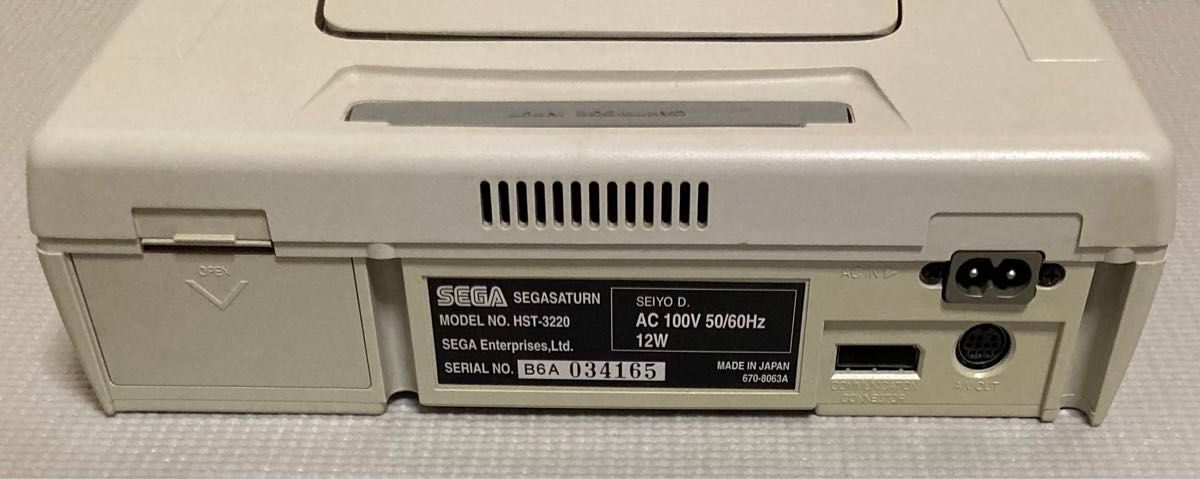 OPEN
SEGA SEGASATURN
MODEL NO. HST-3220
SEGA Enterprises,Ltd.
SERIAL NO. B6A 034165
SEIYO D.
AC 100V 50/60Hz
12W
MADE IN JAPAN
670-8063A
AC IN
COMMUNICATION
CONNECTOR
A.V. OUT